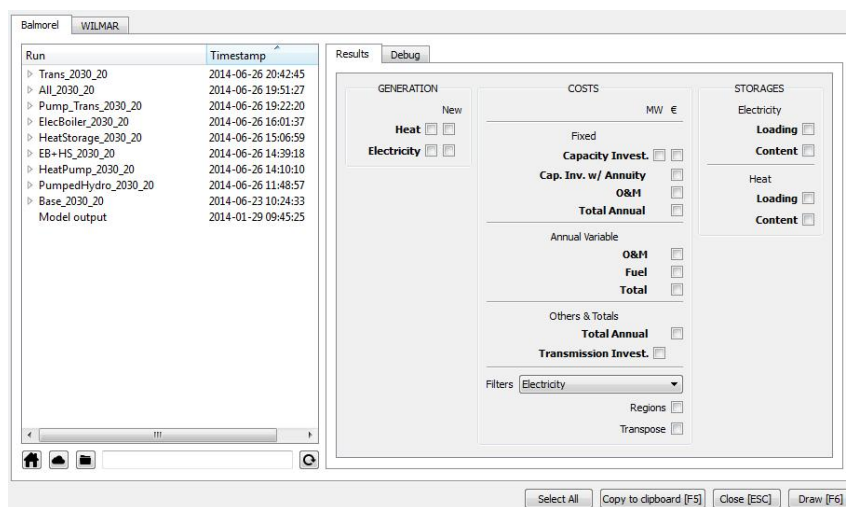 Balmorel WILMAR
Run Timestamp
Trans_2030_20 2014-06-26 20:42:45
All_2030_20 2014-06-26 19:51:27
Pump_Trans_2030_20 2014-06-26 19:22:20
ElecBoiler_2030_20 2014-06-26 16:01:37
HeatStorage_2030_20 2014-06-26 15:06:59
EB+HS_2030_20 2014-06-26 14:39:18
HeatPump_2030_20 2014-06-26 14:10:10
PumpedHydro_2030_20 2014-06-26 11:48:57
Base_2030_20 2014-06-23 10:24:33
Model output 2014-01-29 09:45:25
Results Debug
GENERATION
New
Heat
Electricity
COSTS
MW €
Fixed
Capacity Invest.
Cap. Inv. w/ Annuity
O&M
Total Annual
Annual Variable
O&M
Fuel
Total
Others & Totals
Total Annual
Transmission Invest.
Filters Electricity
Regions
Transpose
STORAGES
Electricity
Loading
Content
Heat
Loading
Content
Select All Copy to clipboard [F5] Close [ESC] Draw [F6]